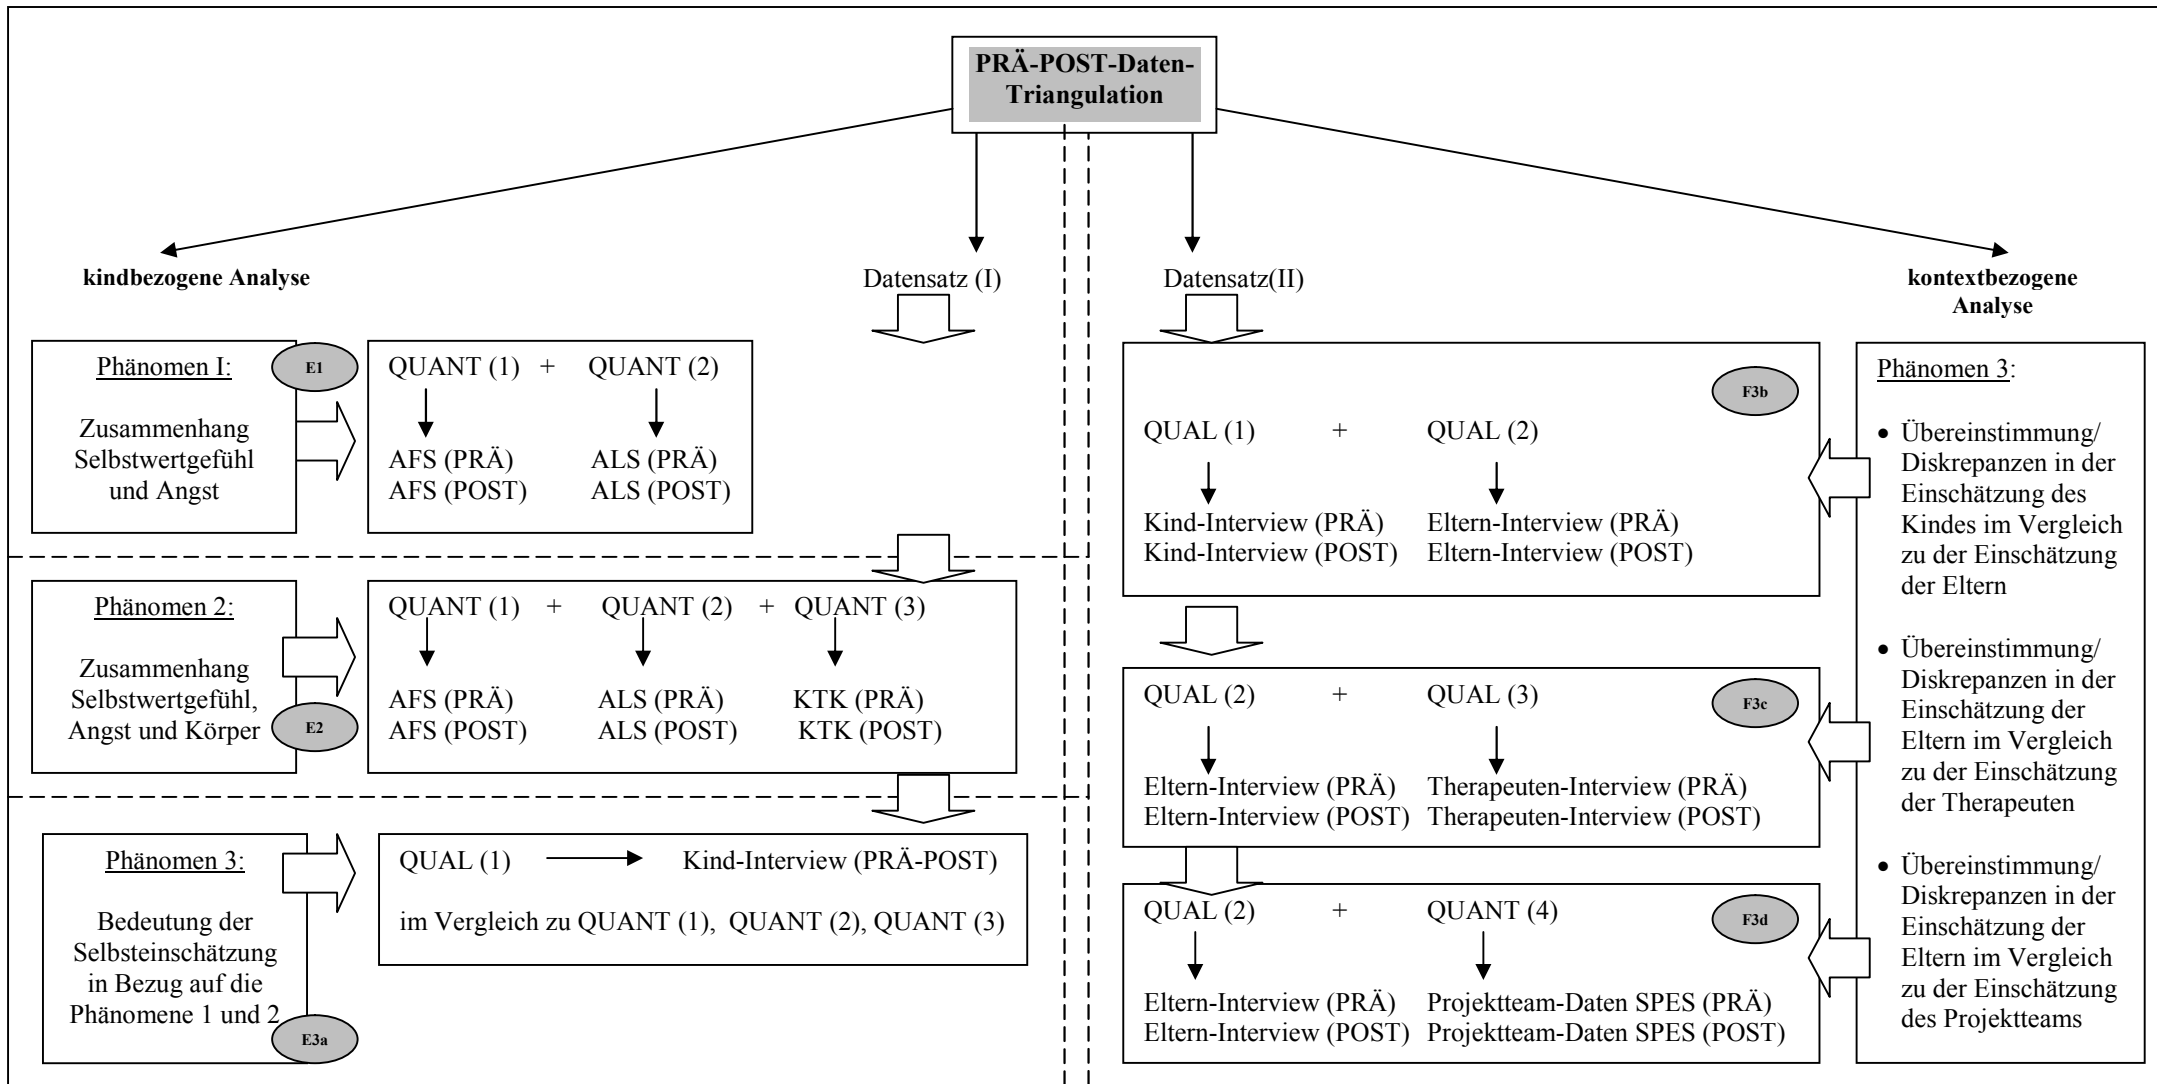 PRÄ-POST-Daten-
Triangulation
kindbezogene Analyse
Datensatz (I)
Datensatz(II)
kontextbezogene
Analyse
Phänomen I:
Zusammenhang
Selbstwertgefühl
und Angst
E1
QUANT (1) + QUANT (2)
AFS (PRÄ) ALS (PRÄ)
AFS (POST) ALS (POST)
Phänomen 2:
Zusammenhang
Selbstwertgefühl,
Angst und Körper
E2
QUANT (1) + QUANT (2) + QUANT (3)
AFS (PRÄ) ALS (PRÄ) KTK (PRÄ)
AFS (POST) ALS (POST) KTK (POST)
Phänomen 3:
Bedeutung der
Selbsteinschätzung
in Bezug auf die
Phänomene 1 und 2
E3a
QUAL (1) Kind-Interview (PRÄ-POST)
im Vergleich zu QUANT (1), QUANT (2), QUANT (3)
F3b
QUAL (1) + QUAL (2)
Kind-Interview (PRÄ) Eltern-Interview (PRÄ)
Kind-Interview (POST) Eltern-Interview (POST)
QUAL (2) + QUAL (3)
F3c
Eltern-Interview (PRÄ) Therapeuten-Interview (PRÄ)
Eltern-Interview (POST) Therapeuten-Interview (POST)
QUAL (2) + QUANT (4)
F3d
Eltern-Interview (PRÄ) Projektteam-Daten SPES (PRÄ)
Eltern-Interview (POST) Projektteam-Daten SPES (POST)
Phänomen 3:
• Übereinstimmung/
Diskrepanzen in der
Einschätzung des
Kindes im Vergleich
zu der Einschätzung
der Eltern
• Übereinstimmung/
Diskrepanzen in der
Einschätzung der
Eltern im Vergleich
zu der Einschätzung
der Therapeuten
• Übereinstimmung/
Diskrepanzen in der
Einschätzung der
Eltern im Vergleich
zu der Einschätzung
des Projektteams